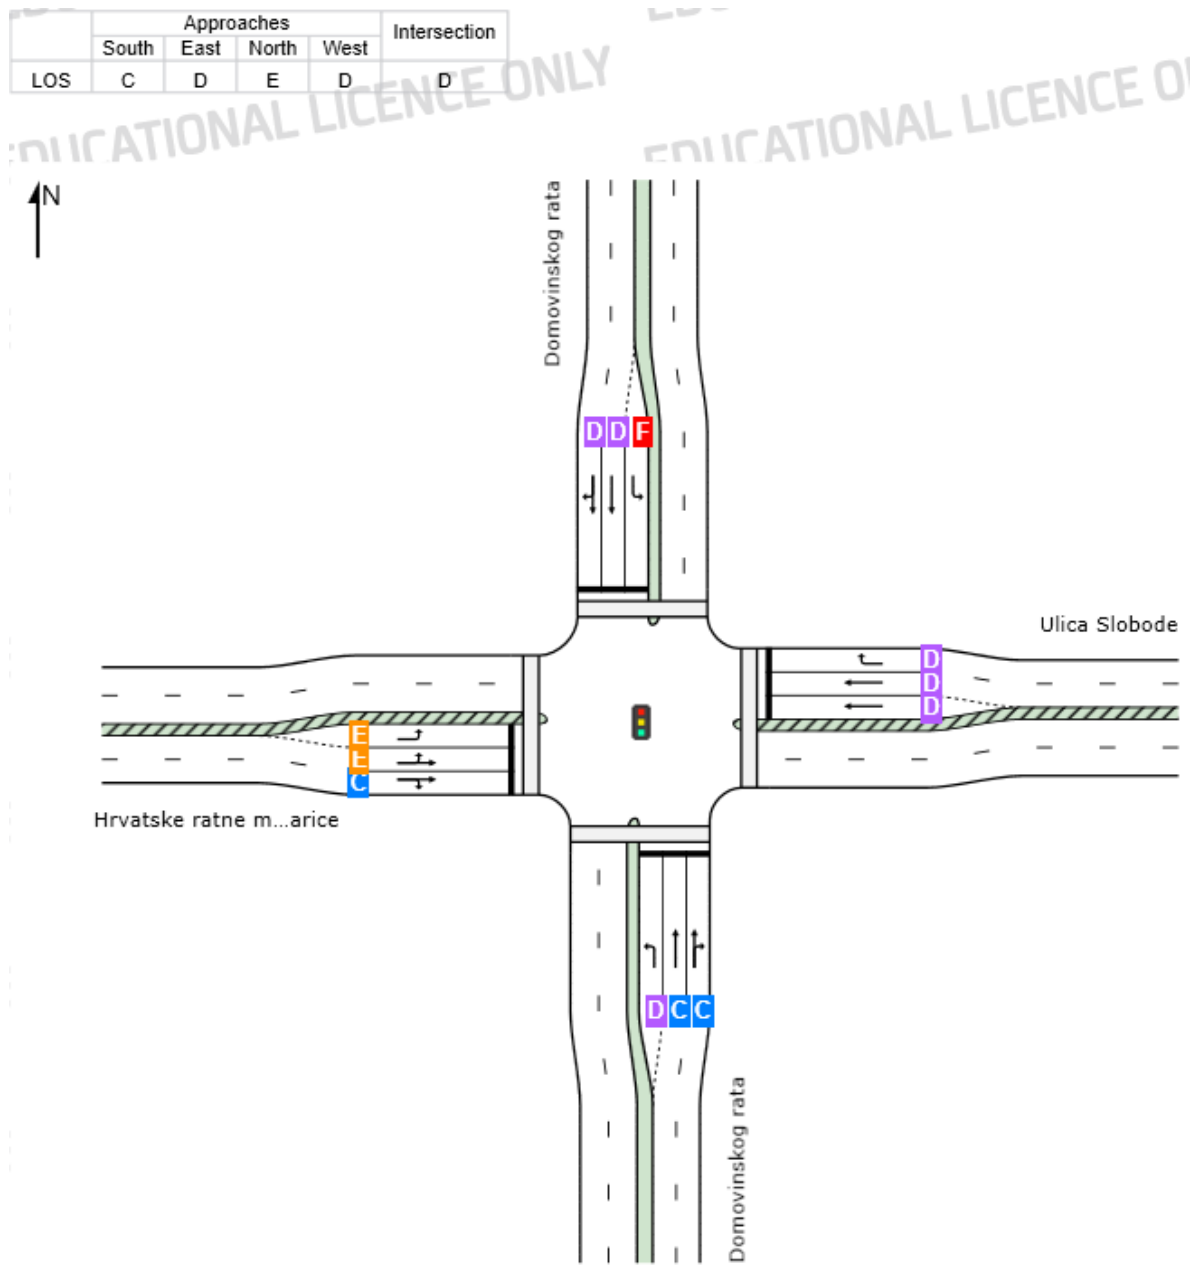 EDUCATIONAL LICENCE ONLY
EDUCATIONAL LICENCE O
Approaches Intersection
South East North West
LOS C D E D D
N
Domovinskog rata
D D F
Ulica Slobode
D
D
D
E
E
C
Hrvatske ratne m...arice
D C C
Domovinskog rata